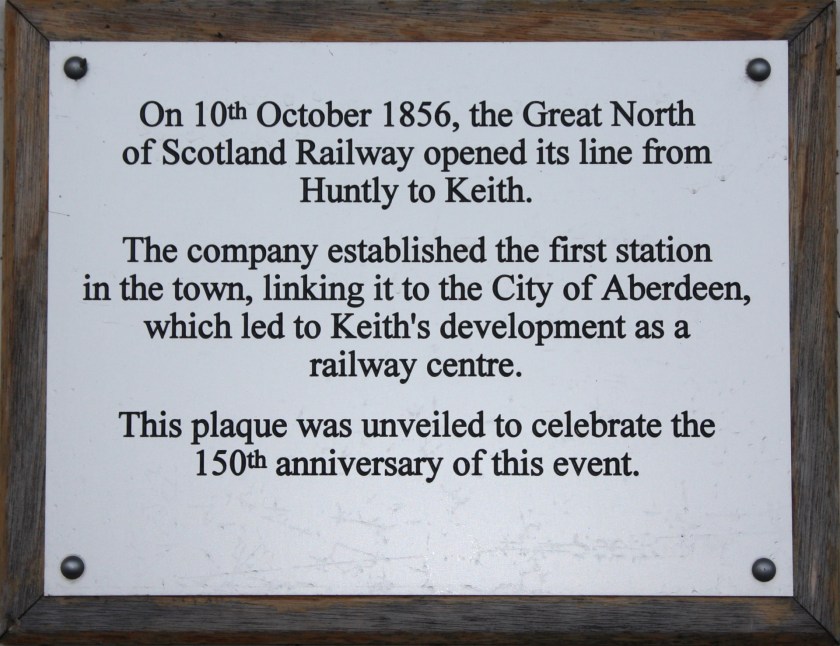 On 10th October 1856, the Great North
of Scotland Railway opened its line from
Huntly to Keith.
The company established the first station
in the town, linking it to the City of Aberdeen,
which led to Keith's development as a
railway centre.
This plaque was unveiled to celebrate the
150th anniversary of this event.